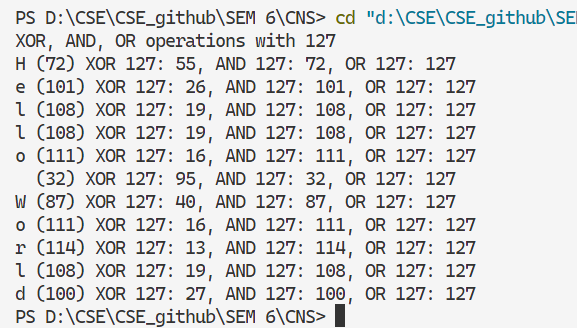 PS D:\CSE\CSE_github\SEM 6\CNS> cd "d:\CSE\CSE_github\SEM
XOR, AND, OR operations with 127
H (72) XOR 127: 55, AND 127: 72, OR 127: 127
e (101) XOR 127: 26, AND 127: 101, OR 127: 127
l (108) XOR 127: 19, AND 127: 108, OR 127: 127
l (108) XOR 127: 19, AND 127: 108, OR 127: 127
o (111) XOR 127: 16, AND 127: 111, OR 127: 127
  (32) XOR 127: 95, AND 127: 32, OR 127: 127
W (87) XOR 127: 40, AND 127: 87, OR 127: 127
o (111) XOR 127: 16, AND 127: 111, OR 127: 127
r (114) XOR 127: 13, AND 127: 114, OR 127: 127
l (108) XOR 127: 19, AND 127: 108, OR 127: 127
d (100) XOR 127: 27, AND 127: 100, OR 127: 127
PS D:\CSE\CSE_github\SEM 6\CNS>